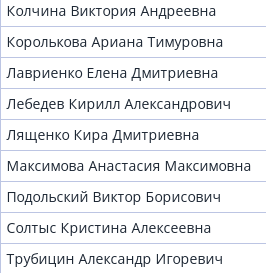 Колчина Виктория Андреевна
Королькова Ариана Тимуровна
Лавриенко Елена Дмитриевна
Лебедев Кирилл Александрович
Лященко Кира Дмитриевна
Максимова Анастасия Максимовна
Подольский Виктор Борисович
Солтыс Кристина Алексеевна
Трубицин Александр Игоревич